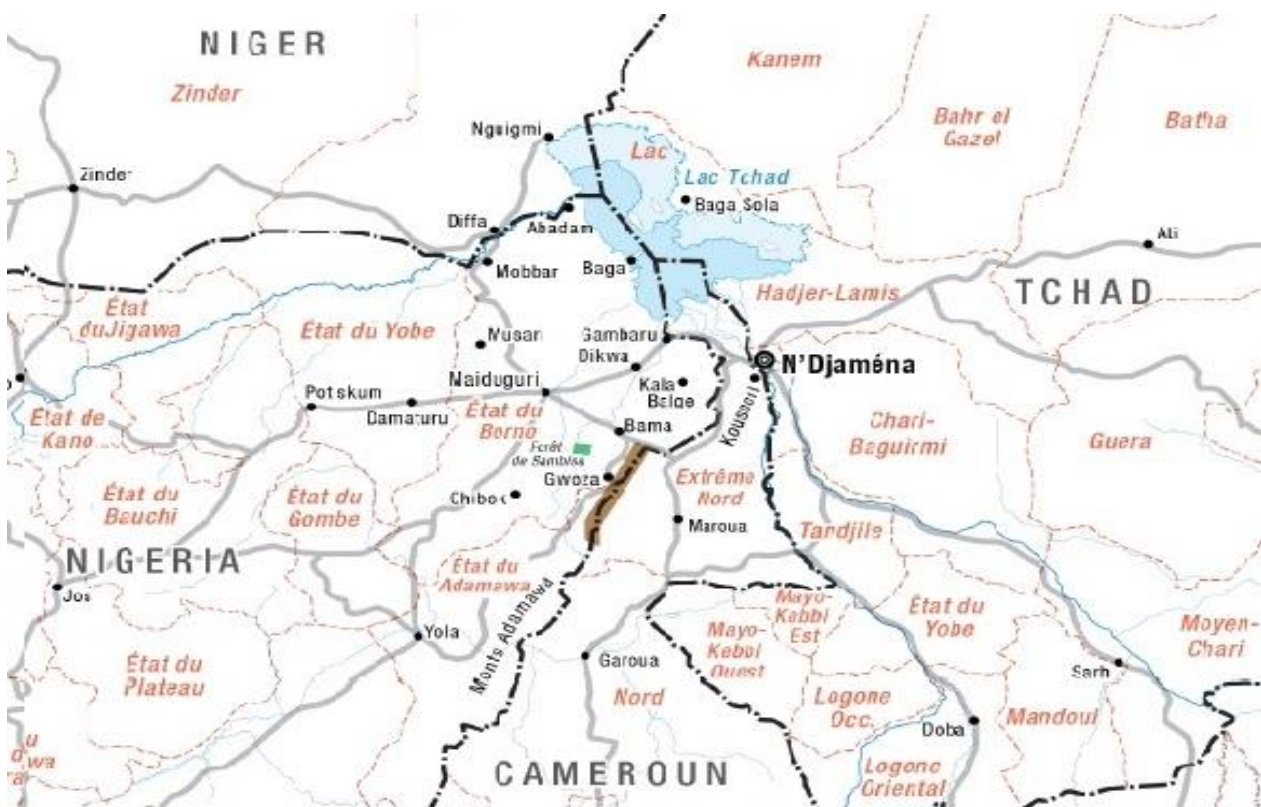 NIGER
Zinder
Kanem
Bahr el
Gazel
Batha
Nguigmi
Lac
Zinder
Lac Tchad
Baga Sola
Diffa
Abadam
Ati
Mobbar
Baga
TCHAD
Hadjer-Lamis
État
du Jigawa
État du Yobe
Musari
Gambaru
Dikwa
N'Djaména
Maiduguri
Kala
Balge
Kousseri
Potskum
Damaturu
État du
Borno
Bama
État de
Kano
Chari-
Baguirmi
Guera
Forêt
de Sambisa
Gwoza
Extrême
Nord
État du
Bauchi
État du
Gombe
Chibok
Maroua
Tandjile
NIGERIA
État du
Adamawa
Jos
Mayo-
Kebbi
Est
État du
Yobe
Monts Adamawa
Yola
Mayo-
Kebbi
Ouest
Moyen-
Chari
État du
Plateau
Garoua
Sarh
Nord
Logone
Occ.
Mandoul
Doba
CAMEROUN
Logone
Oriental